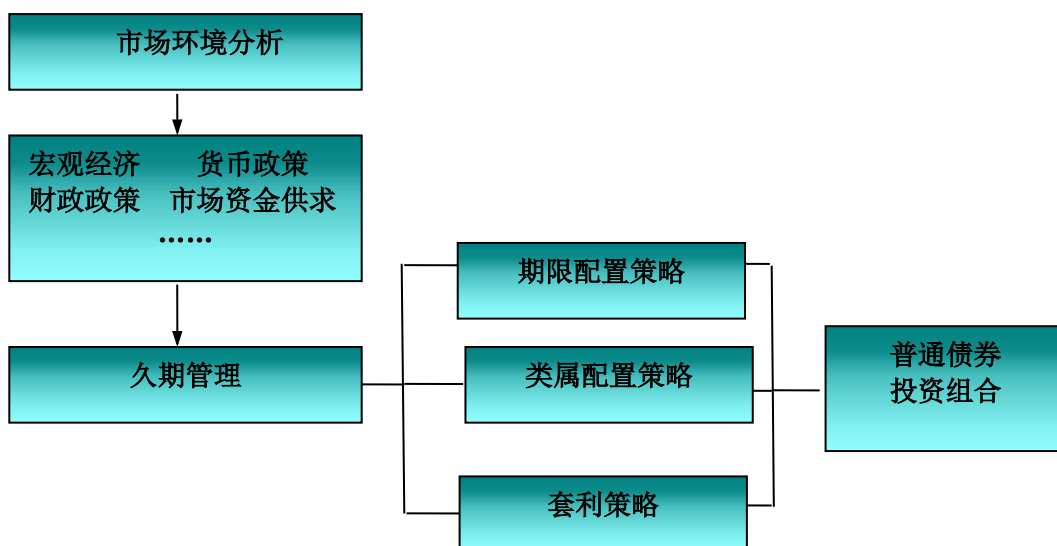 市场环境分析
宏观经济 货币政策
财政政策 市场资金供求
……
久期管理
期限配置策略
类属配置策略
套利策略
普通债券
投资组合